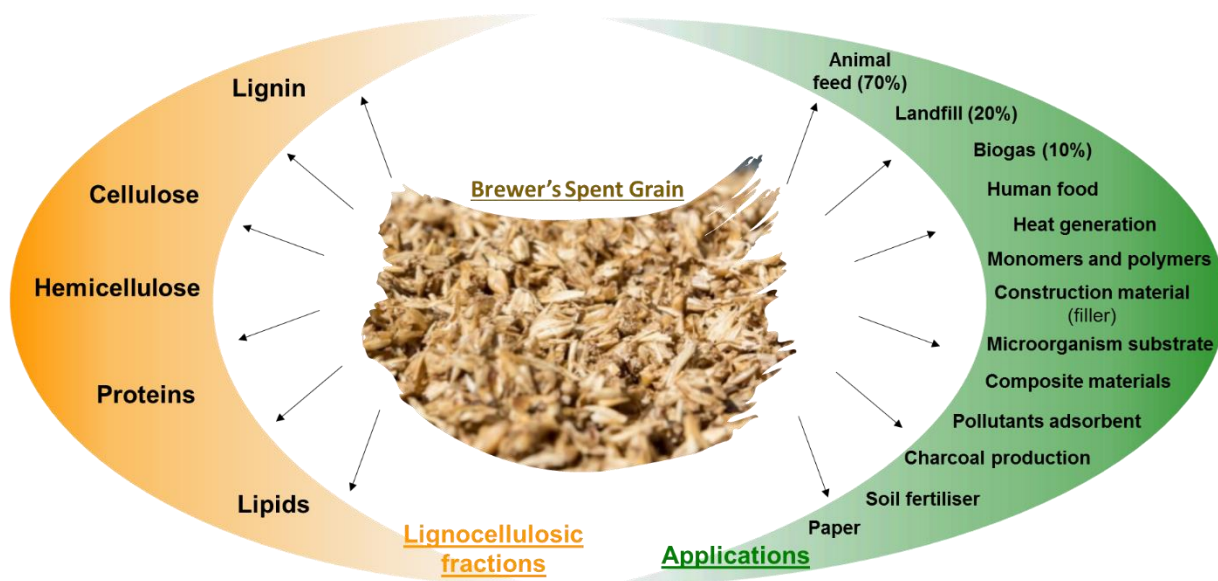 Lignin
Cellulose
Hemicellulose
Proteins
Lipids
Lignocellulosic
fractions
Brewer's Spent Grain
Animal
feed (70%)
Landfill (20%)
Biogas (10%)
Human food
Heat generation
Monomers and polymers
Construction material
(filler)
Microorganism substrate
Composite materials
Pollutants adsorbent
Charcoal production
Soil fertiliser
Paper
Applications